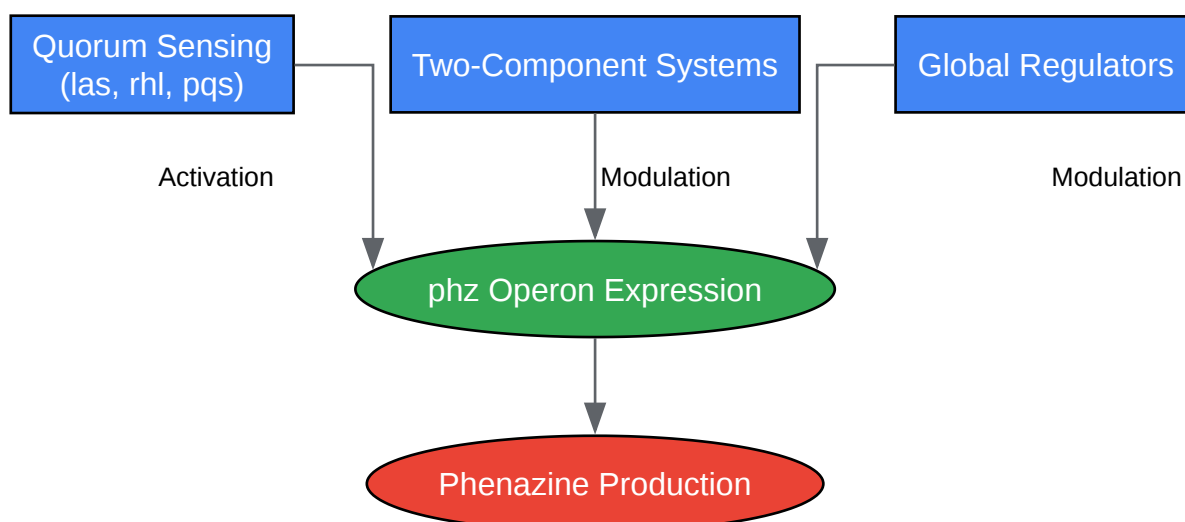 Quorum Sensing
(las, rhl, pqs)
Two-Component Systems
Global Regulators
Activation
Modulation
Modulation
phz Operon Expression
Phenazine Production